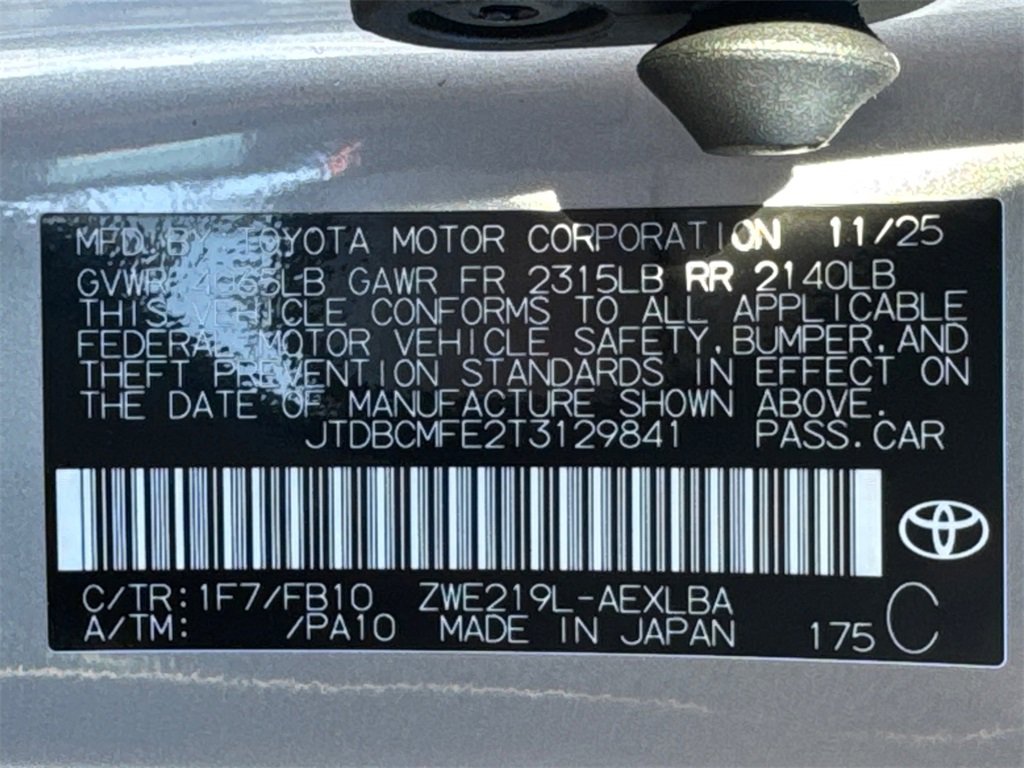 MFD. BY TOYOTA MOTOR CORPORATION 11/25
GVWR LB GAWR FR 2315LB RR 2140LB
THIS VEHICLE CONFORMS TO ALL APPLICABLE
FEDERAL MOTOR VEHICLE SAFETY, BUMPER, AND
THEFT PREVENTION STANDARDS IN EFFECT ON
THE DATE OF MANUFACTURE SHOWN ABOVE.
JTDBCMFE2T3129841 PASS.CAR
C/TR: 1F7/FB10 ZWE219L-AEXLBA
A/TM: /PA10 MADE IN JAPAN 175 C